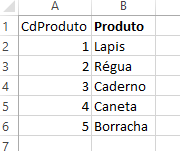 A B
1 CdProduto Produto
2 1 Lapis
3 2 Régua
4 3 Caderno
5 4 Caneta
6 5 Borracha
7